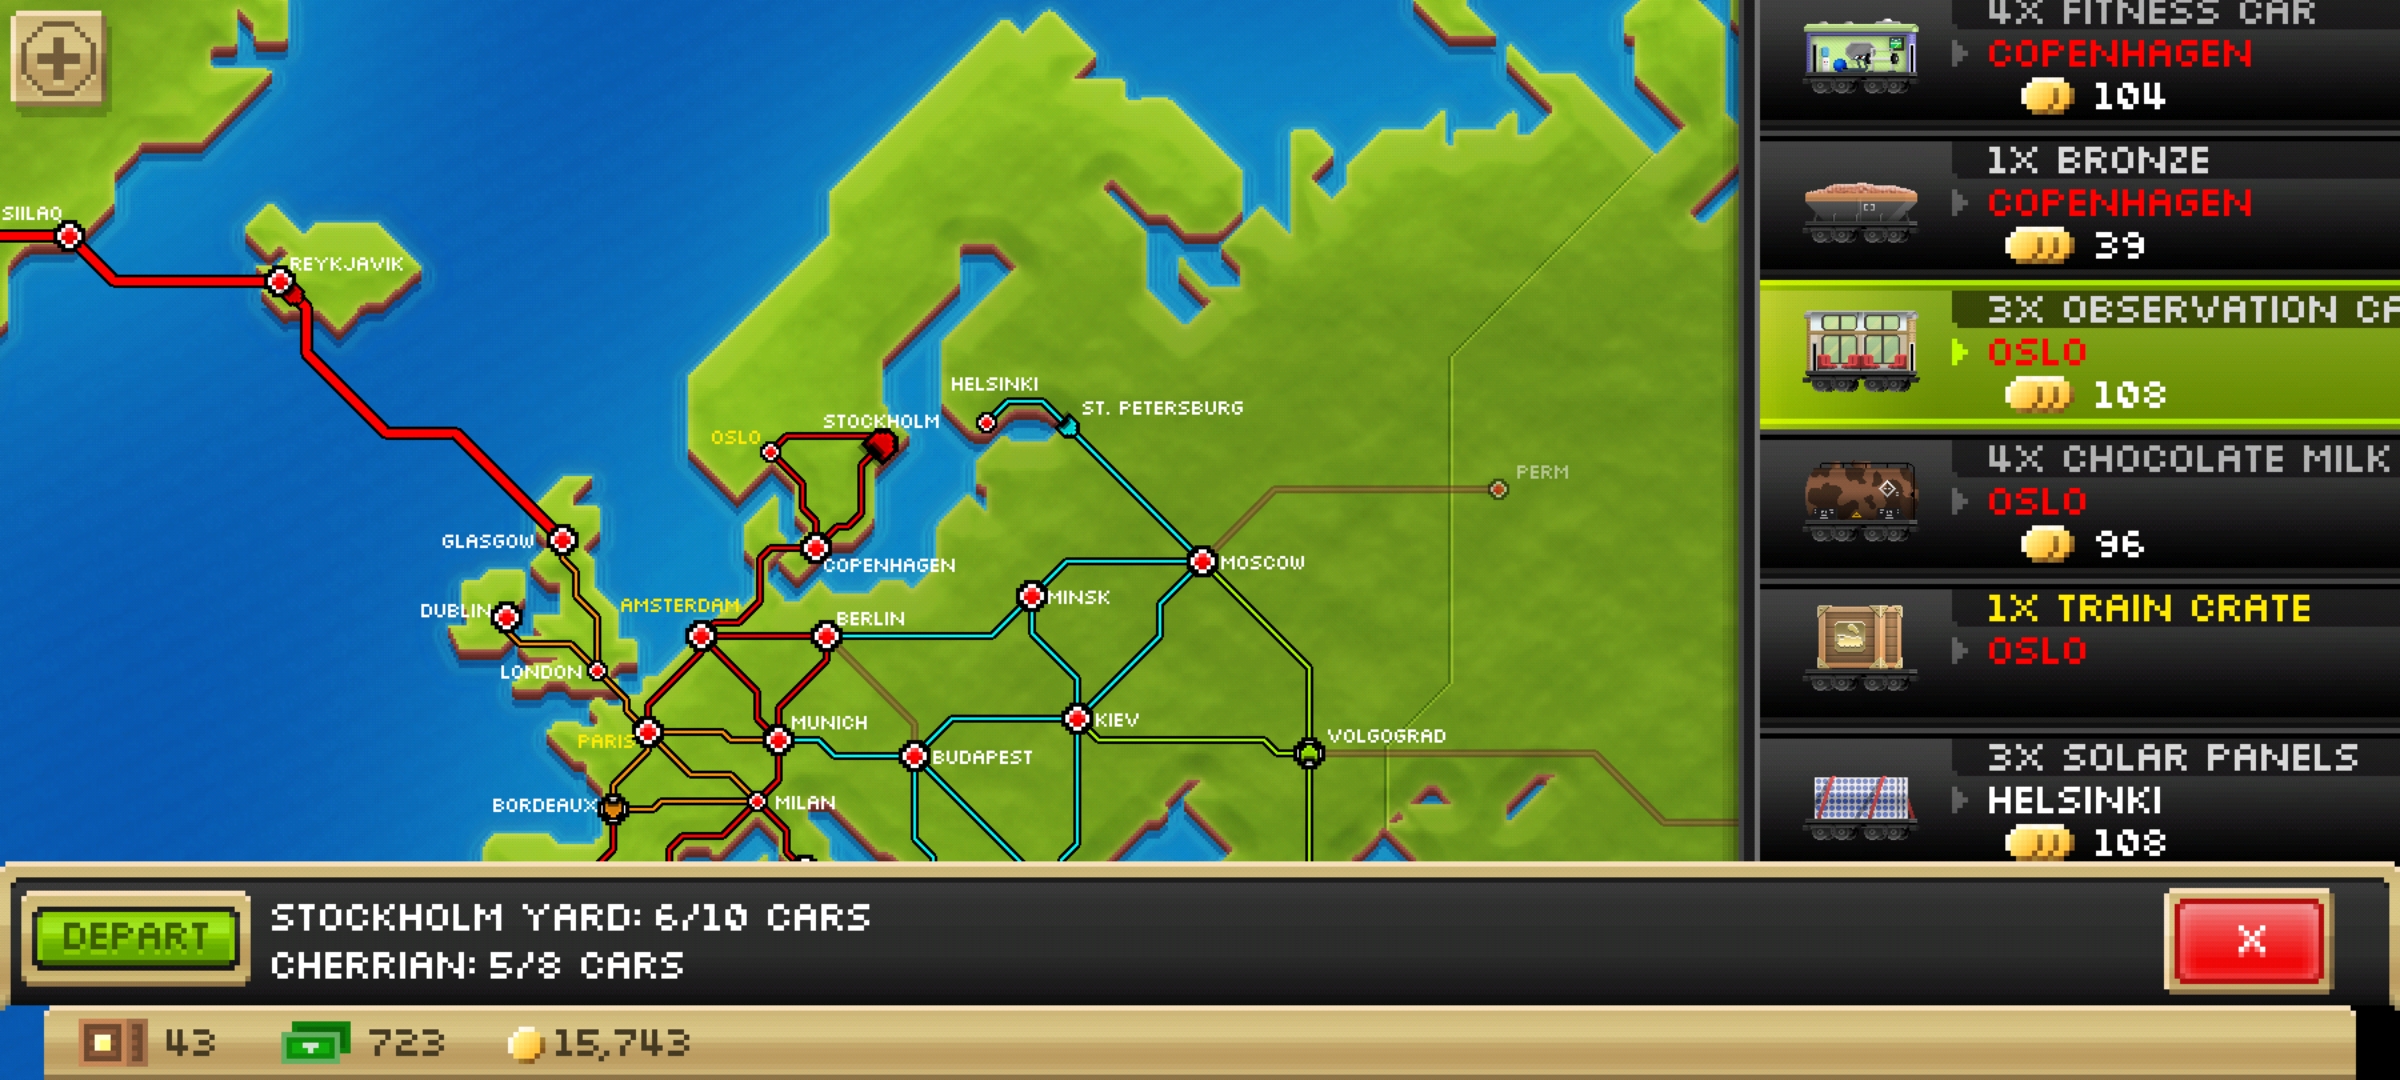 SIILAQ
REYKJAVIK
HELSINKI
ST. PETERSBURG
STOCKHOLM
OSLO
PERM
GLASGOW
COPENHAGEN
MOSCOW
DUBLIN
AMSTERDAM
MINSK
BERLIN
LONDON
PARIS
MUNICH
KIEV
BUDAPEST
VOLGOGRAD
BORDEAUX
MILAN
4X FITNESS CAR
COPENHAGEN
104
1X BRONZE
COPENHAGEN
39
3X OBSERVATION CA
OSLO
108
4X CHOCOLATE MILK
OSLO
96
1X TRAIN CRATE
OSLO
3X SOLAR PANELS
HELSINKI
108
DEPART
STOCKHOLM YARD: 6/10 CARS
CHERRIAN: 5/8 CARS
X
43
723
15,743